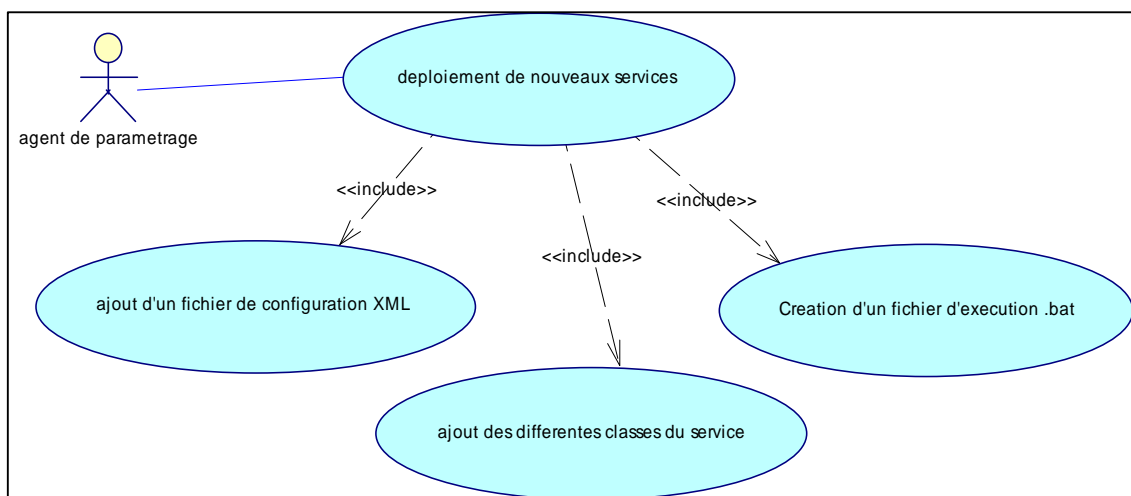 deploiement de nouveaux services
agent de parametrage
<<include>>
<<include>>
<<include>>
ajout d'un fichier de configuration XML
Creation d'un fichier d'execution .bat
ajout des differentes classes du service